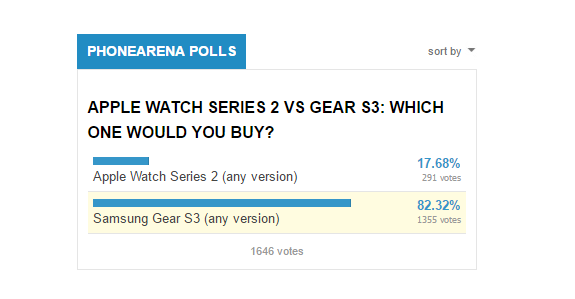 PHONEARENA POLLS
sort by
APPLE WATCH SERIES 2 VS GEAR S3: WHICH
ONE WOULD YOU BUY?
17.68%
Apple Watch Series 2 (any version)
291 votes
82.32%
Samsung Gear S3 (any version)
1355 votes
1646 votes